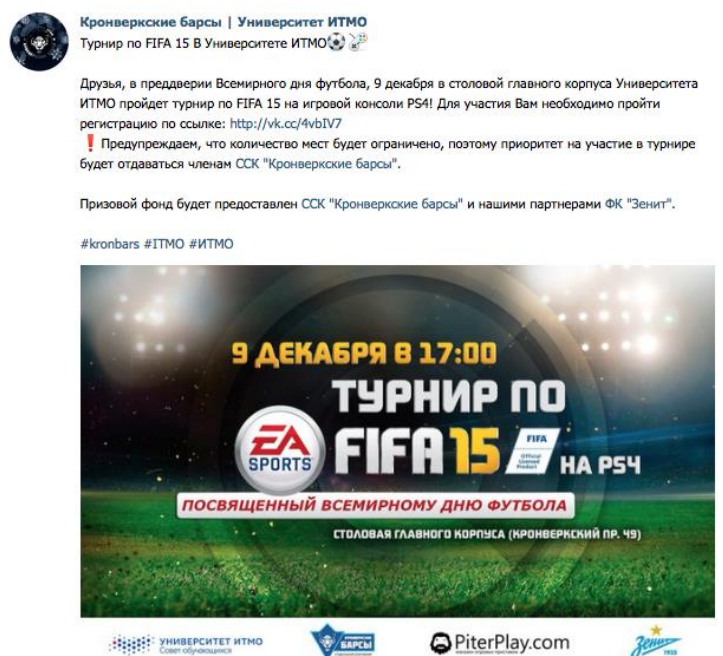 Кронверкские барсы | Университет ИТМО
Турнир по FIFA 15 В Университете ИТМО
Друзья, в преддверии Всемирного дня футбола, 9 декабря в столовой главного корпуса Университета
ИТМО пройдет турнир по FIFA 15 на игровой консоли PS4! Для участия Вам необходимо пройти
регистрацию по ссылке: http://vk.cc/4vbIV7
❗ Предупреждаем, что количество мест будет ограничено, поэтому приоритет на участие в турнире
будет отдаваться членам ССК "Кронверкские барсы".
Призовой фонд будет предоставлен ССК "Кронверкские барсы" и нашими партнерами ФК "Зенит".
#kronbars #ITMO #ИТМО
9 ДЕКАБРЯ В 17:00
ТУРНИР ПО
EA SPORTS FIFA 15 FIFA Official Licensed Product НА PS4
ПОСВЯЩЕННЫЙ ВСЕМИРНОМУ ДНЮ ФУТБОЛА
СТОЛОВАЯ ГЛАВНОГО КОРПУСА (КРОНВЕРКСКИЙ ПР. 49)
УНИВЕРСИТЕТ ИТМО
Совет обучающихся
КРОНВЕРКСКИЕ БАРСЫ
PiterPlay.com
Зенит